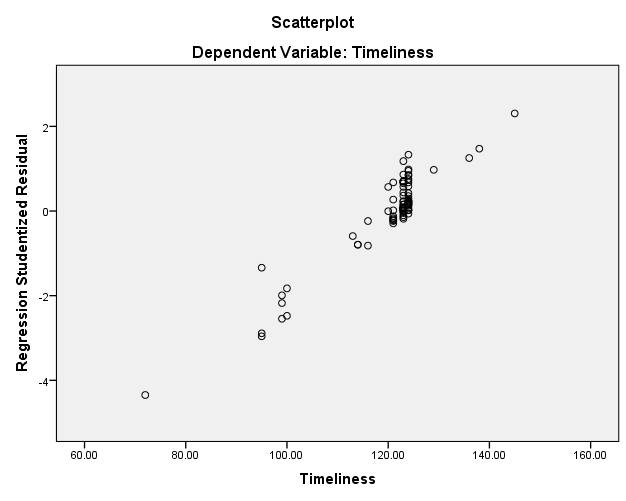 Scatterplot
Dependent Variable: Timeliness
Regression Studentized Residual
2
0
-2
-4
60.00 80.00 100.00 120.00 140.00 160.00
Timeliness